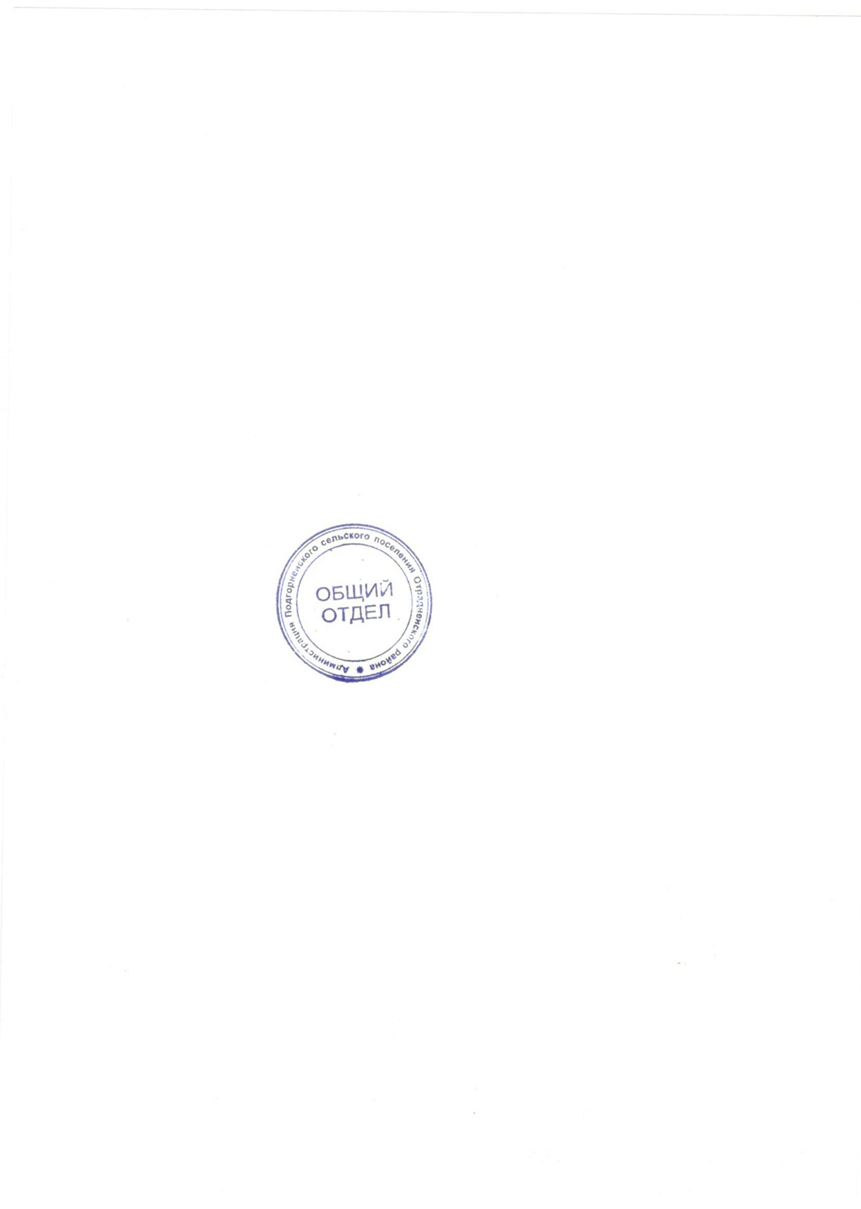 Администрация Подгорненского сельского поселения Отрадненского района
ОБЩИЙ
ОТДЕЛ